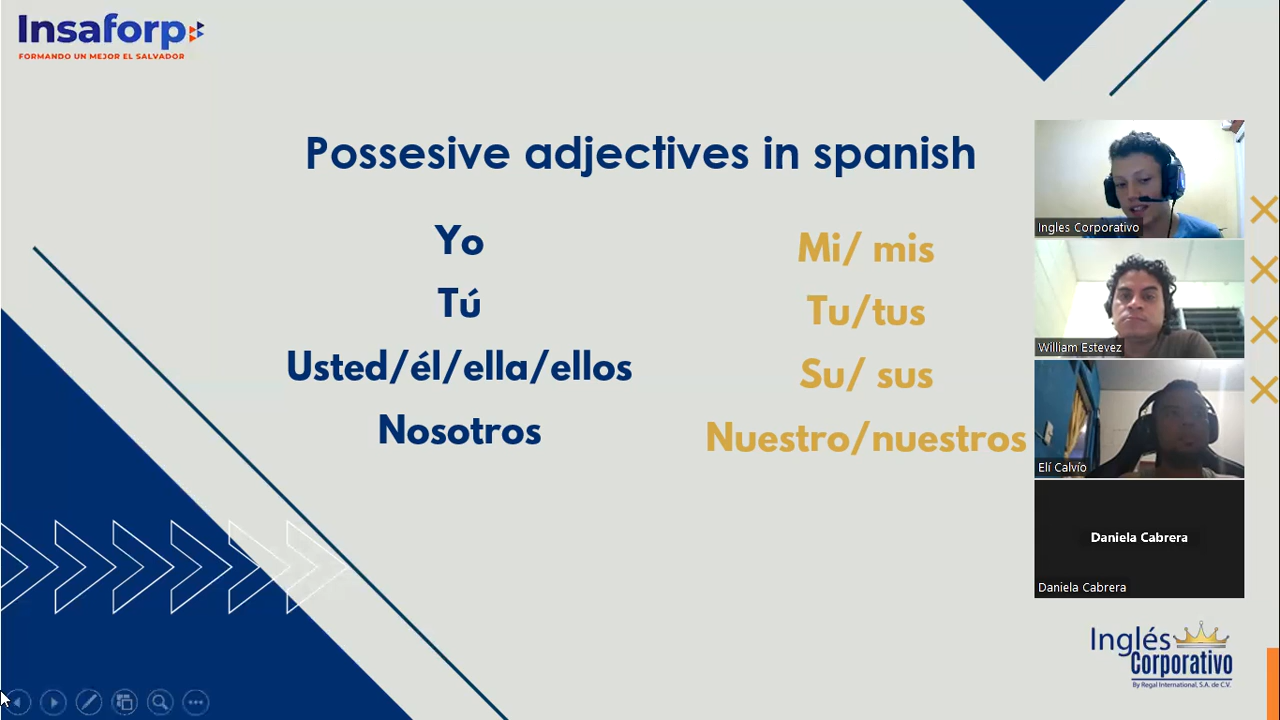 Insaforp
FORMANDO UN MEJOR EL SALVADOR
Possesive adjectives in spanish
Yo
Mi/ mis
Tú
Tu/tus
Usted/él/ella/ellos
Su/ sus
Nosotros
Nuestro/nuestros
Ingles Corporativo
William Estevez
Elí Calvío
Daniela Cabrera
Daniela Cabrera
Inglés
Corporativo
By Regal International, S.A. de C.V.